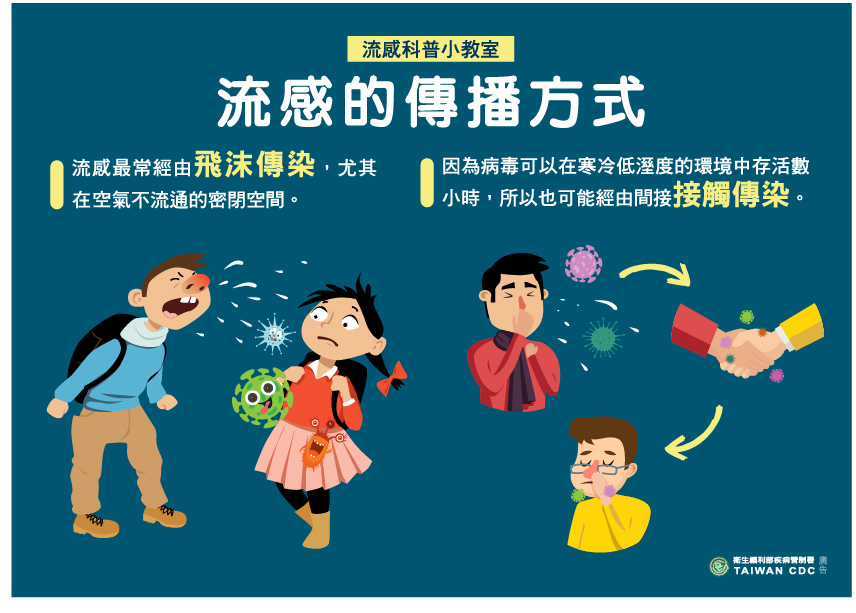 流感科普小教室
流感的傳播方式
流感最常經由飛沫傳染，尤其
在空氣不流通的密閉空間。
因為病毒可以在寒冷低溼度的環境中存活數
小時，所以也可能經由間接接觸傳染。
衛生福利部疾病管制署
TAIWAN CDC
廣告